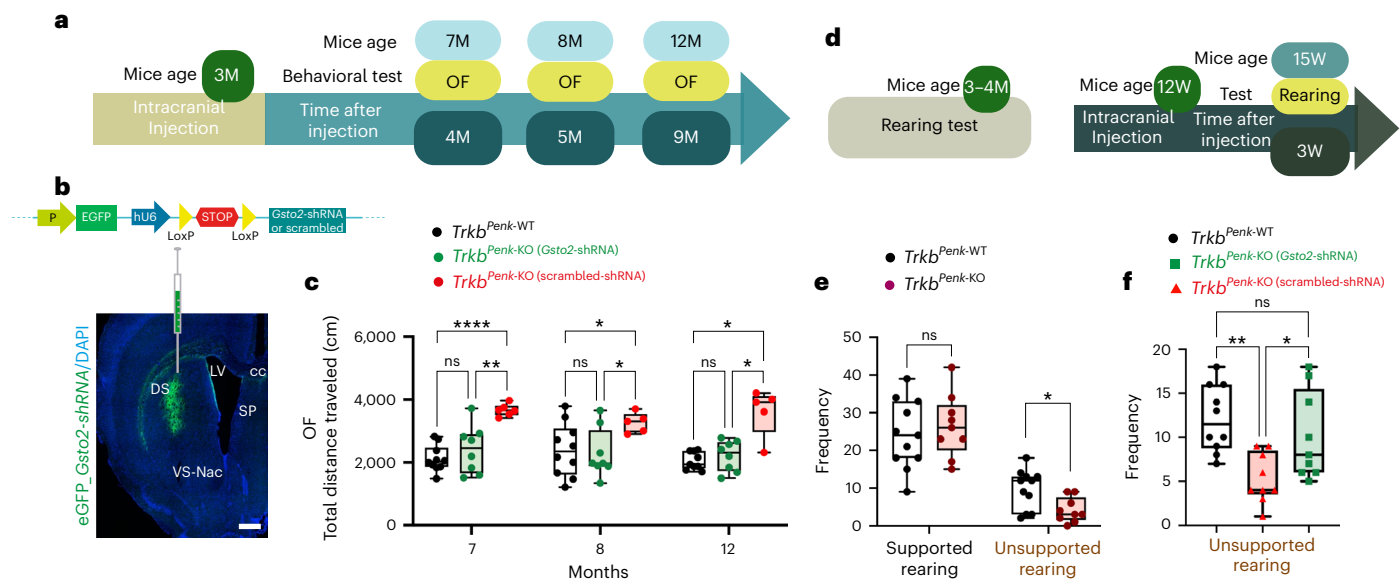 a
Mice age 3M
Intracranial
Injection
Mice age 7M 8M 12M
Behavioral test OF OF OF
Time after
injection
4M 5M 9M
b
P EGFP hU6 STOP Gsto2-shRNA
or scrambled
LoxP LoxP
eGFP_Gsto2-shRNA/DAPI
DS LV cc
SP
VS-Nac
c
Trkb^Penk-WT
Trkb^Penk-KO (Gsto2-shRNA)
Trkb^Penk-KO (scrambled-shRNA)
OF
Total distance traveled (cm)
6,000
4,000
2,000
0
**** * *
ns ** ns * ns *
7 8 12
Months
d
Mice age 3–4M
Rearing test
Mice age 12W
Intracranial
Injection
Mice age 15W
Test Rearing
Time after
injection
3W
e
Trkb^Penk-WT
Trkb^Penk-KO
Frequency
50
40
30
20
10
0
ns
*
Supported
rearing
Unsupported
rearing
f
Trkb^Penk-WT
Trkb^Penk-KO (Gsto2-shRNA)
Trkb^Penk-KO (scrambled-shRNA)
Frequency
20
15
10
5
0
ns
** *
Unsupported
rearing